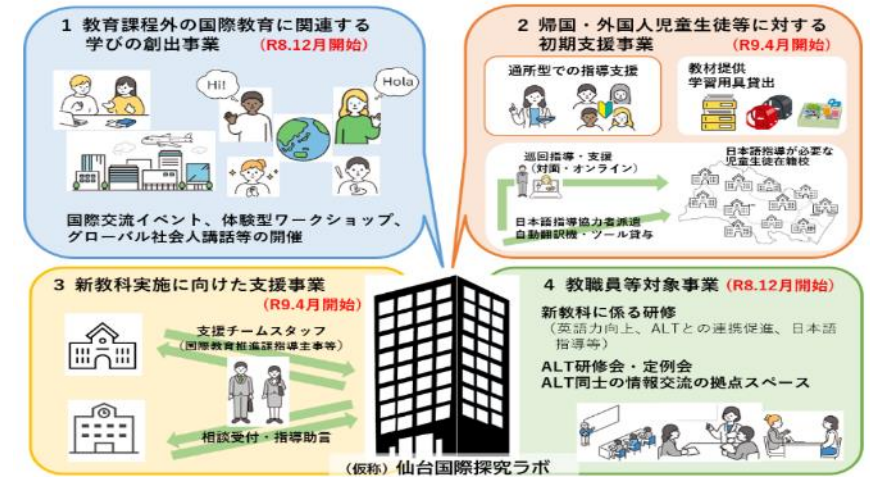 1 教育課程外の国際教育に関連する
学びの創出事業 (R8.12月開始)
Hi!
Hola
国際交流イベント、体験型ワークショップ、
グローバル社会人講話等の開催
2 帰国・外国人児童生徒等に対する
初期支援事業 (R9.4月開始)
通所型での指導支援
教材提供
学習用具貸出
巡回指導・支援
(対面・オンライン)
日本語指導が必要な
児童生徒在籍校
日本語指導協力者派遣
自動翻訳機・ツール貸与
3 新教科実施に向けた支援事業
(R9.4月開始)
支援チームスタッフ
(国際教育推進課指導主事等)
相談受付・指導助言
4 教職員等対象事業 (R8.12月開始)
新教科に係る研修
(英語力向上、ALTとの連携促進、日本語
指導等)
ALT研修会・定例会
ALT同士の情報交流の拠点スペース
(仮称) 仙台国際探究ラボ